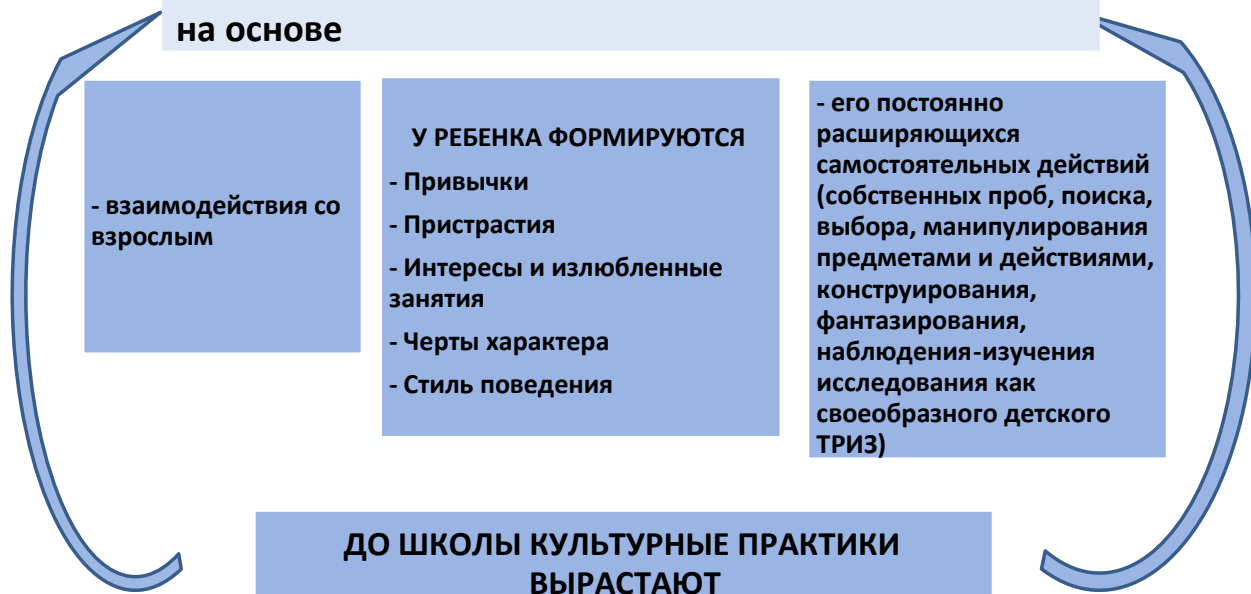 на основе
- взаимодействия со
взрослым
У РЕБЕНКА ФОРМИРУЮТСЯ
- Привычки
- Пристрастия
- Интересы и излюбленные
занятия
- Черты характера
- Стиль поведения
- его постоянно
расширяющихся
самостоятельных действий
(собственных проб, поиска,
выбора, манипулирования
предметами и действиями,
конструирования,
фантазирования,
наблюдения-изучения
исследования как
своеобразного детского
ТРИЗ)
ДО ШКОЛЫ КУЛЬТУРНЫЕ ПРАКТИКИ
ВЫРАСТАЮТ